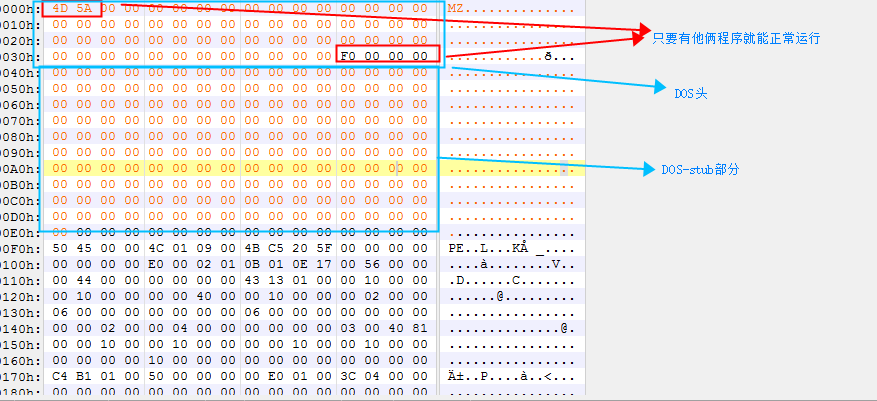 0000h: 4D 5A 00 00 00 00 00 00 00 00 00 00 00 00 00 00 MZ..............
0010h: 00 00 00 00 00 00 00 00 00 00 00 00 00 00 00 00 ................
0020h: 00 00 00 00 00 00 00 00 00 00 00 00 00 00 00 00 ................
只要有他俩程序就能正常运行
0030h: 00 00 00 00 00 00 00 00 00 00 00 00 F0 00 00 00 ............ð...
0040h: 00 00 00 00 00 00 00 00 00 00 00 00 00 00 00 00 ................
0050h: 00 00 00 00 00 00 00 00 00 00 00 00 00 00 00 00 ................
DOS头
0060h: 00 00 00 00 00 00 00 00 00 00 00 00 00 00 00 00 ................
0070h: 00 00 00 00 00 00 00 00 00 00 00 00 00 00 00 00 ................
0080h: 00 00 00 00 00 00 00 00 00 00 00 00 00 00 00 00 ................
0090h: 00 00 00 00 00 00 00 00 00 00 00 00 00 00 00 00 ................
00A0h: 00 00 00 00 00 00 00 00 00 00 00 00 00 00 00 00 ................
DOS-stub部分
00B0h: 00 00 00 00 00 00 00 00 00 00 00 00 00 00 00 00 ................
00C0h: 00 00 00 00 00 00 00 00 00 00 00 00 00 00 00 00 ................
00D0h: 00 00 00 00 00 00 00 00 00 00 00 00 00 00 00 00 ................
00E0h: 00 00 00 00 00 00 00 00 00 00 00 00 00 00 00 00 ................
00F0h: 50 45 00 00 4C 01 09 00 4B C5 20 5F 00 00 00 00 PE..L...KÅ _....
0100h: 00 00 00 00 E0 00 02 01 0B 01 0E 17 00 56 00 00 ....à........V..
0110h: 00 44 00 00 00 00 00 00 43 13 01 00 00 10 00 00 .D......C.......
0120h: 00 10 00 00 00 00 40 00 00 10 00 00 00 02 00 00 ......@.........
0130h: 06 00 00 00 00 00 00 00 06 00 00 00 00 00 00 00 ................
0140h: 00 00 02 00 00 04 00 00 00 00 00 00 03 00 40 81 ..............@.
0150h: 00 00 10 00 00 10 00 00 00 00 10 00 00 10 00 00 ................
0160h: 00 00 00 00 10 00 00 00 00 00 00 00 00 00 00 00 ................
0170h: C4 B1 01 00 50 00 00 00 00 E0 01 00 3C 04 00 00 Ä±..P....à..<...
0180h: 00 00 00 00 00 00 00 00 00 00 00 00 00 00 00 00 ................